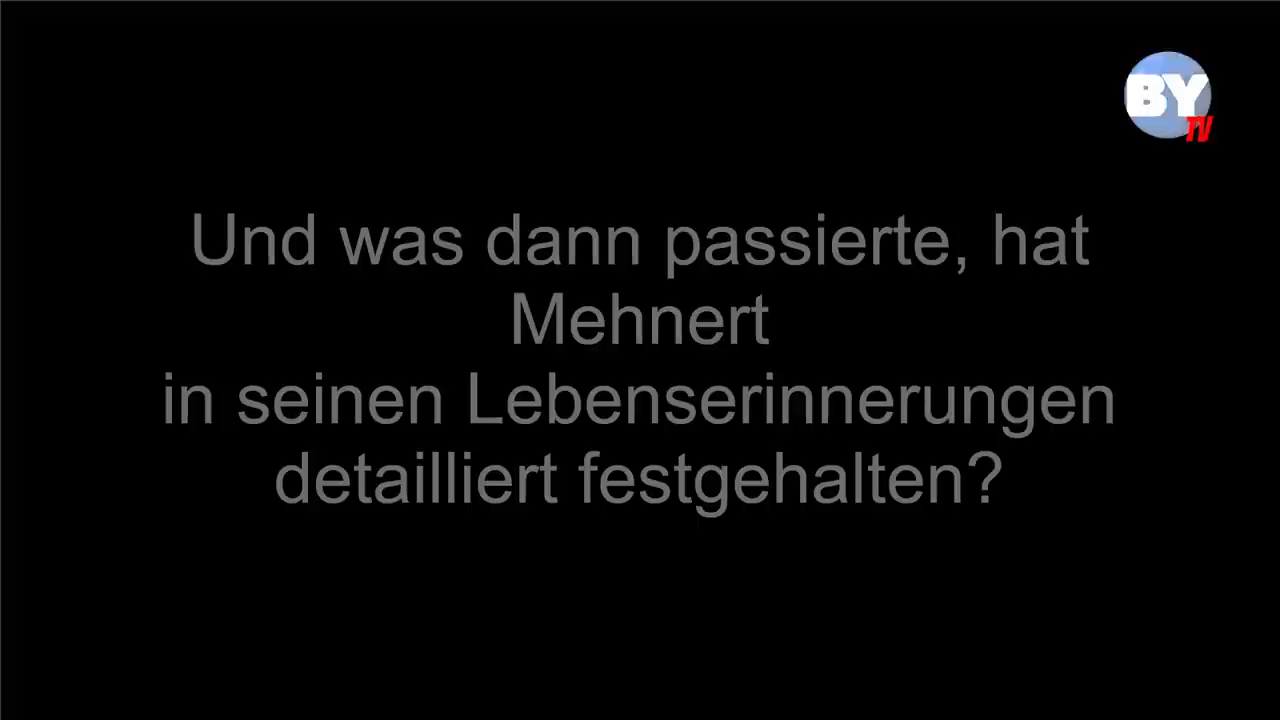 BY
TV
Und was dann passierte, hat
Mehnert
in seinen Lebenserinnerungen
detailliert festgehalten?